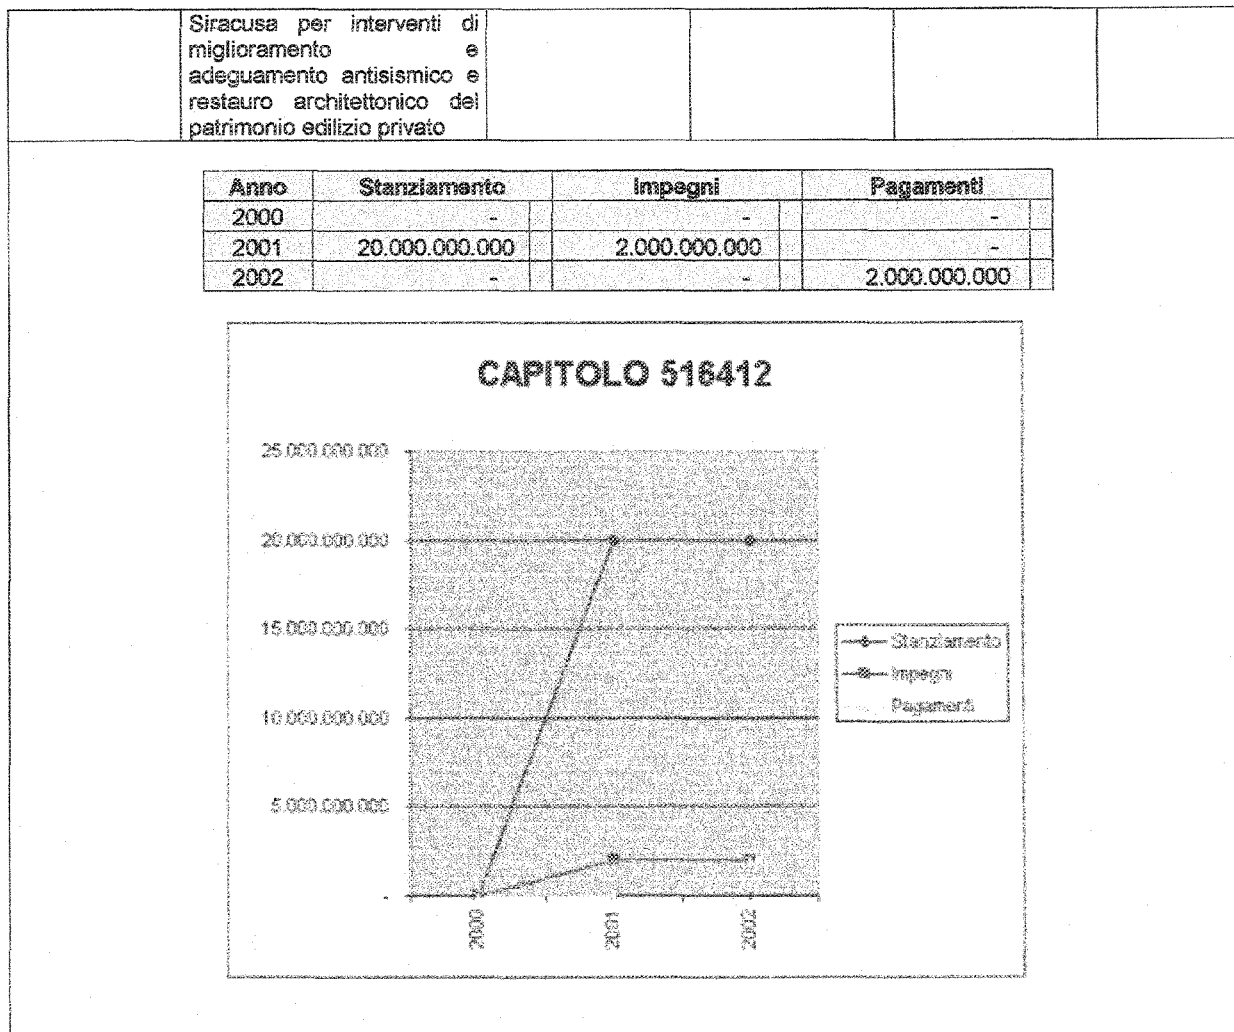 Siracusa per interventi di
miglioramento e
adeguamento antisismico e
restauro architettonico del
patrimonio edilizio privato
Anno Stanziamento Impegni Pagamenti
2000 - - -
2001 20.000.000.000 2.000.000.000 -
2002 - - 2.000.000.000
CAPITOLO 516412
25.000.000.000
20.000.000.000
15.000.000.000
10.000.000.000
5.000.000.000
-
2000 2001 2002
Stanziamento
Impegni
Pagamenti